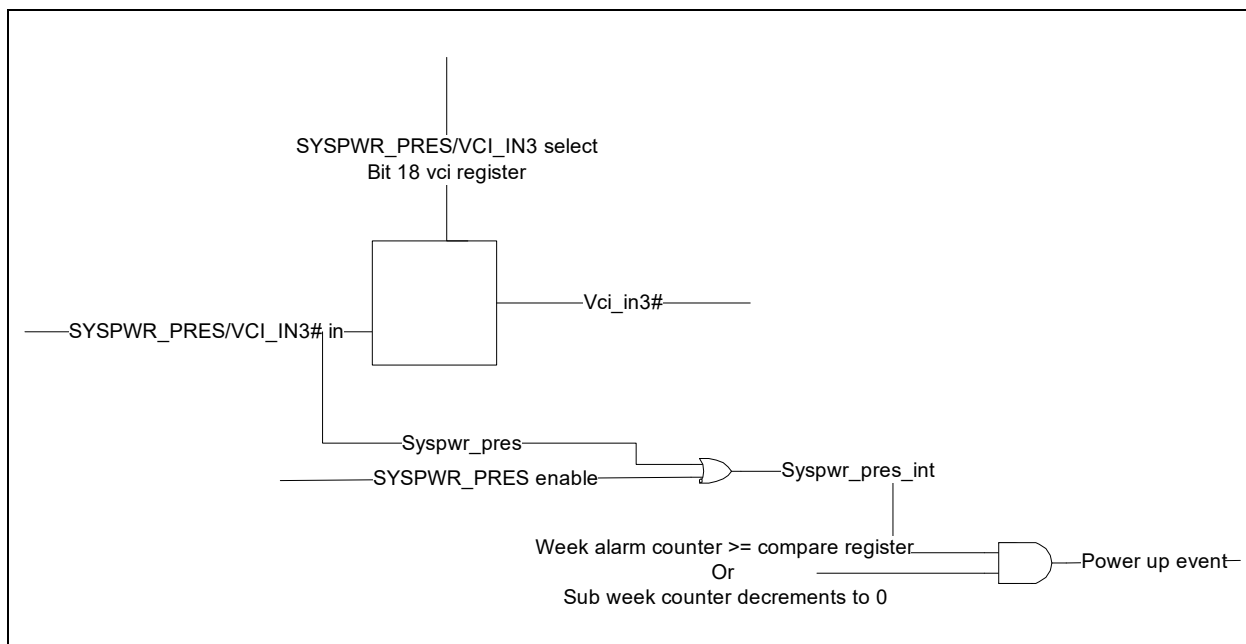 SYSPWR_PRES/VCI_IN3 select
Bit 18 vci register
Vci_in3#
SYSPWR_PRES/VCI_IN3# in
Syspwr_pres
SYSPWR_PRES enable
Syspwr_pres_int
Week alarm counter >= compare register
Or
Sub week counter decrements to 0
Power up event